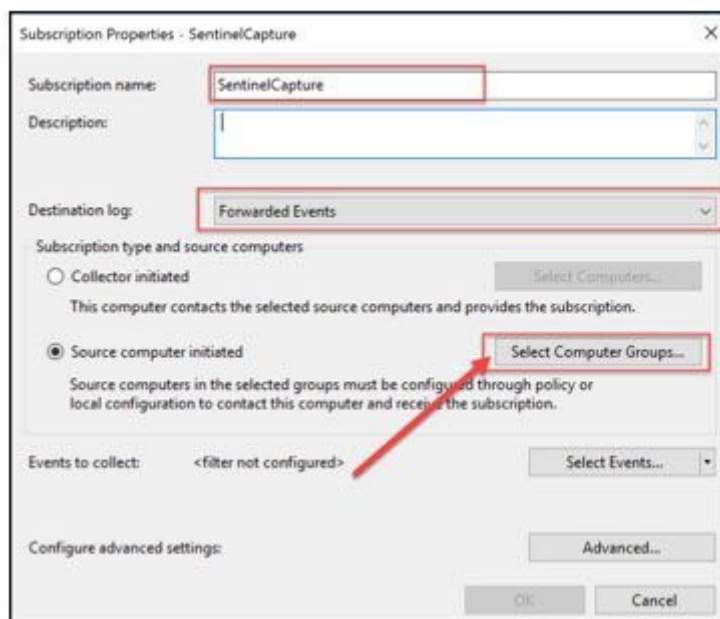 Subscription Properties - SentinelCapture
Subscription name: SentinelCapture
Description:
Destination log: Forwarded Events
Subscription type and source computers
Collector initiated Select Computers...
This computer contacts the selected source computers and provides the subscription.
Source computer initiated Select Computer Groups...
Source computers in the selected groups must be configured through policy or
local configuration to contact this computer and receive the subscription.
Events to collect: <filter not configured> Select Events...
Configure advanced settings: Advanced...
OK Cancel